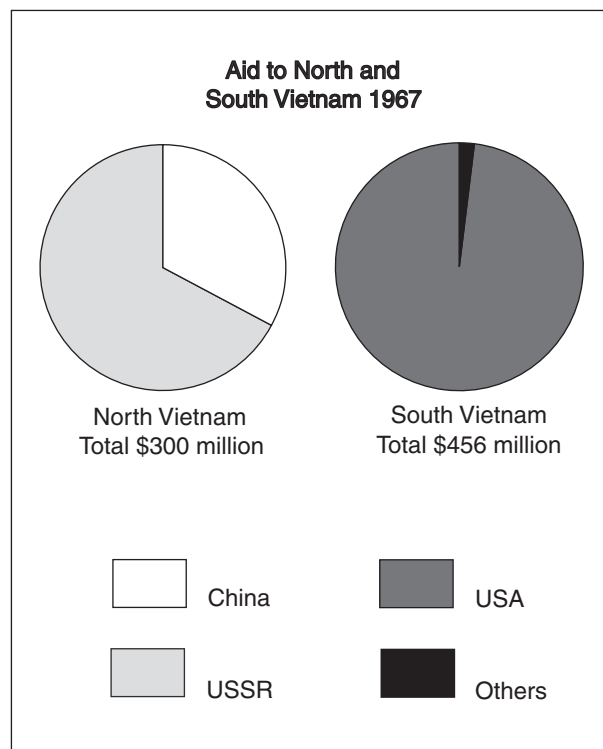 Aid to North and
South Vietnam 1967
North Vietnam
Total $300 million
South Vietnam
Total $456 million
China
USA
USSR
Others